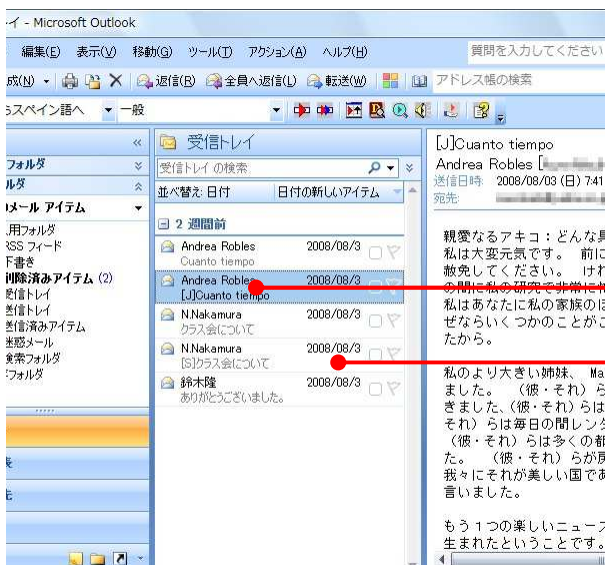 トレイ - Microsoft Outlook
編集(E) 表示(V) 移動(G) ツール(T) アクション(A) ヘルプ(H)
質問を入力してください
成(N) 返信(R) 全員へ返信(L) 転送(W) アドレス帳の検索
らスペイン語へ 一般
フォルダ
ルダ
メール アイテム
用フォルダ
RSS フィード
下書き
削除済みアイテム (2)
受信トレイ
送信トレイ
送信済みアイテム
迷惑メール
検索フォルダ
フォルダ
表
先
受信トレイ
受信トレイ の検索
並べ替え: 日付 日付の新しいアイテム
2 週間前
Andrea Robles 2008/08/3
Cuanto tiempo
Andrea Robles 2008/08/3
[J]Cuanto tiempo
N.Nakamura 2008/08/3
クラス会について
N.Nakamura 2008/08/3
[S]クラス会について
鈴木隆 2008/08/3
ありがとうございました。
[J]Cuanto tiempo
Andrea Robles [
送信日時: 2008/08/03 (日) 7:41
宛先:
親愛なるアキコ：どんな具
私は大変元気です。 前に
赦免してください。 けれ
の間に私の研究で非常に忙
私はあなたに私の家族のほ
ぜならいくつかのことがこ
たから。
私のより大きい姉妹、 Ma
ました。 （彼・それ） ら
きました、（彼・それ）らは
それ）らは毎日の間レンタ
（彼・それ）らは多くの都
た。 （彼・それ）らが戻
我々にそれが美しい国であ
言いました。
もう１つの楽しいニュース
生まれたということです。